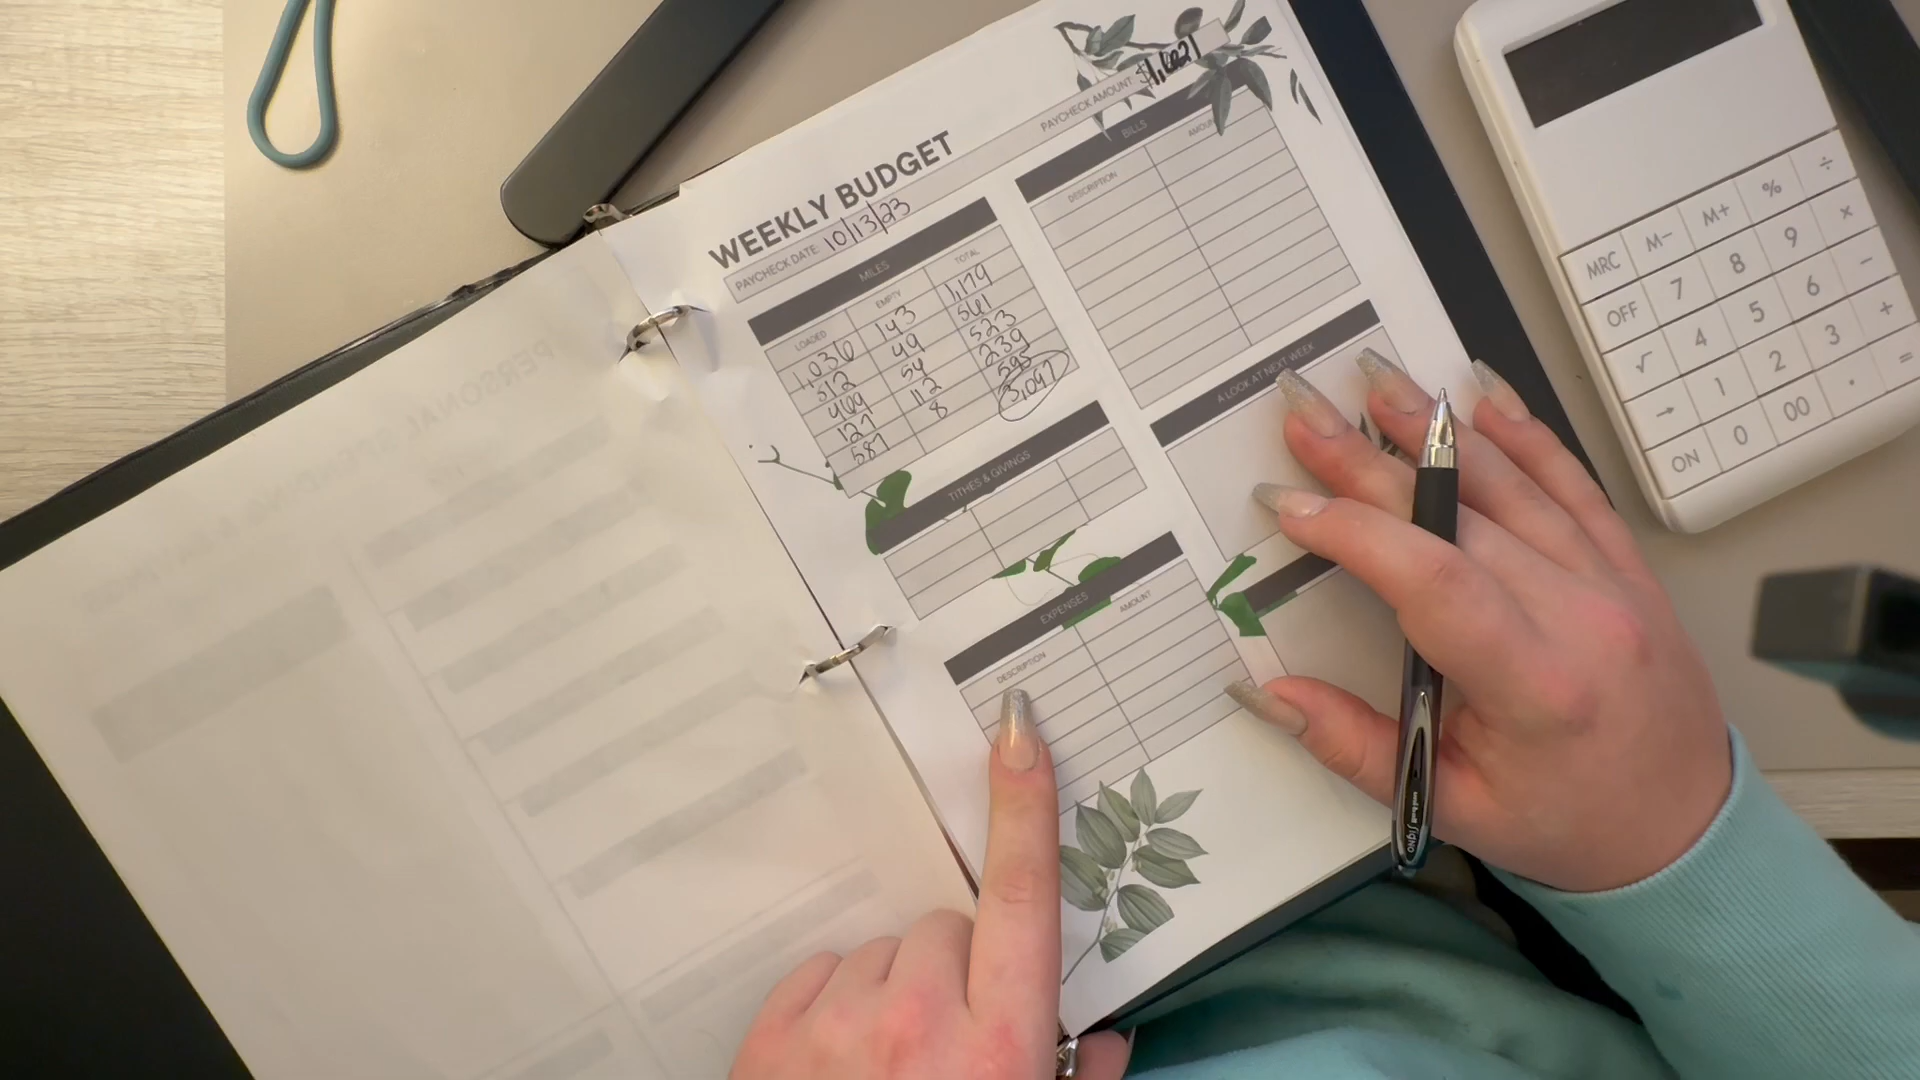 WEEKLY BUDGET
PAYCHECK DATE: 10/13/23
PAYCHECK AMOUNT: $1,621
MILES
LOADED EMPTY TOTAL
1,036 143 1,179
512 49 561
469 54 523
127 112 239
587 8 595
3,097
TITHES & GIVINGS
EXPENSES
DESCRIPTION AMOUNT
BILLS
DESCRIPTION
A LOOK AT NEXT WEEK
MRC M− M+ % ÷
OFF 7 8 9 ×
√ 4 5 6 −
→ 1 2 3 +
ON 0 00 . =
uni-ball Signo